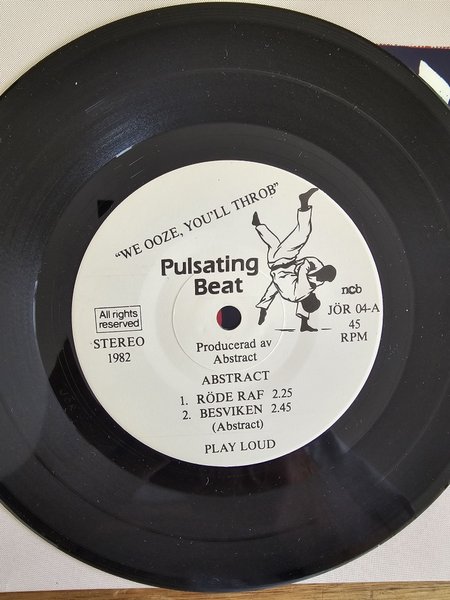 "WE OOZE, YOU'LL THROB"
Pulsating
Beat
All rights
reserved
STEREO
1982
ncb
JÖR 04-A
45
RPM
Producerad av
Abstract
ABSTRACT
1. RÖDE RAF 2.25
2. BESVIKEN 2.45
(Abstract)
PLAY LOUD